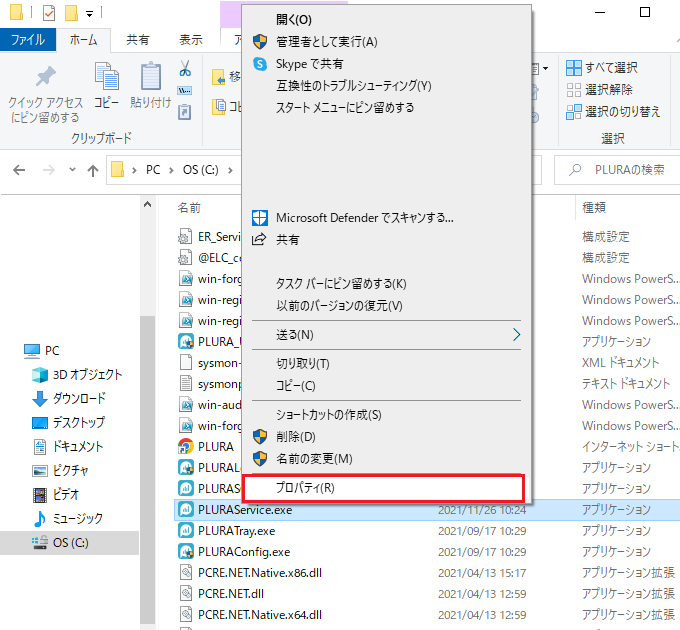 ファイル
ホーム
共有
表示
クイック アクセス
にピン留めする
コピー
貼り付け
クリップボード
すべて選択
選択解除
選択の切り替え
選択
PC
OS (C:)
PLURAの検索
開く(O)
管理者として実行(A)
Skype で共有
互換性のトラブルシューティング(Y)
スタート メニューにピン留めする
Microsoft Defender でスキャンする...
共有
タスク バーにピン留めする(K)
以前のバージョンの復元(V)
送る(N)
切り取り(T)
コピー(C)
ショートカットの作成(S)
削除(D)
名前の変更(M)
プロパティ(R)
PC
3D オブジェクト
ダウンロード
デスクトップ
ドキュメント
ピクチャ
ビデオ
ミュージック
OS (C:)
名前
種類
ER_Servi
構成設定
@ELC_co
構成設定
win-forg
Windows PowerS...
win-regi
Windows PowerS...
win-regi
Windows PowerS...
PLURA_
アプリケーション
sysmon
XML ドキュメント
sysmonp
テキスト ドキュメント
win-aud
Windows PowerS...
win-forg
Windows PowerS...
PLURA
インターネット ショート
PLURAL
アプリケーション
PLURAS
アプリケーション
PLURAService.exe 2021/11/26 10:24 アプリケーション
PLURATray.exe 2021/09/17 10:29 アプリケーション
PLURAConfig.exe 2021/09/17 10:29 アプリケーション
PCRE.NET.Native.x86.dll 2021/04/13 15:17 アプリケーション拡張
PCRE.NET.dll 2021/04/13 12:59 アプリケーション拡張
PCRE.NET.Native.x64.dll 2021/04/13 12:59 アプリケーション拡張